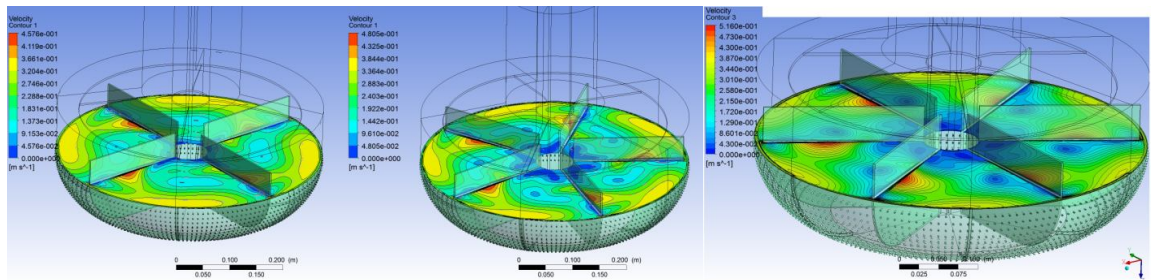 Velocity
Contour 1
4.576e-001
4.119e-001
3.661e-001
3.204e-001
2.746e-001
2.288e-001
1.831e-001
1.373e-001
9.153e-002
4.576e-002
0.000e+000
[m s^-1]
0 0.100 0.200 (m)
0.050 0.150
Velocity
Contour 1
4.805e-001
4.325e-001
3.844e-001
3.364e-001
2.883e-001
2.403e-001
1.922e-001
1.442e-001
9.610e-002
4.805e-002
0.000e+000
[m s^-1]
0 0.100 0.200 (m)
0.050 0.150
Velocity
Contour 3
5.160e-001
4.730e-001
4.300e-001
3.870e-001
3.440e-001
3.010e-001
2.580e-001
2.150e-001
1.720e-001
1.290e-001
8.601e-002
4.300e-002
0.000e+000
[m s^-1]
0 0.050 (m)
0.025 0.075